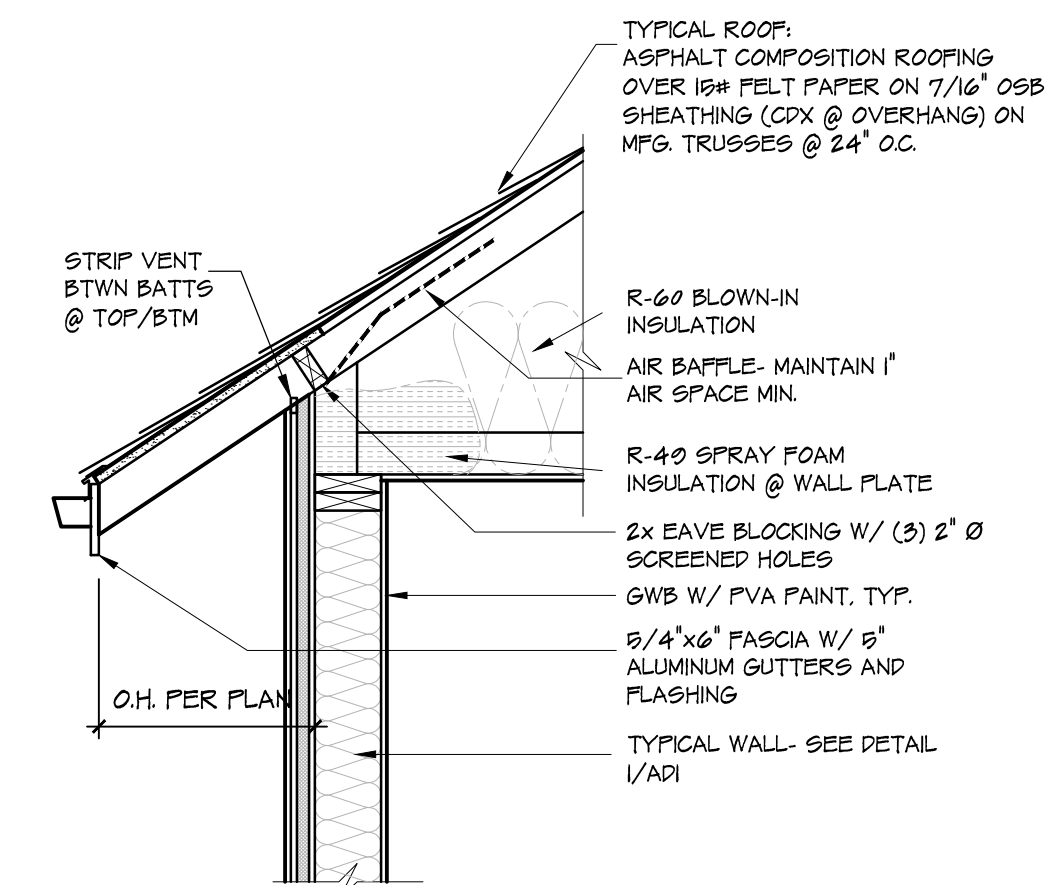 TYPICAL ROOF:
ASPHALT COMPOSITION ROOFING
OVER 15# FELT PAPER ON 7/16" OSB
SHEATHING (CDX @ OVERHANG) ON
MFG. TRUSSES @ 24" O.C.
STRIP VENT
BTWN BATTS
@ TOP/BTM
R-60 BLOWN-IN
INSULATION
AIR BAFFLE- MAINTAIN 1"
AIR SPACE MIN.
R-49 SPRAY FOAM
INSULATION @ WALL PLATE
2x EAVE BLOCKING W/ (3) 2" Ø
SCREENED HOLES
GWB W/ PVA PAINT, TYP.
5/4"x6" FASCIA W/ 5"
ALUMINUM GUTTERS AND
FLASHING
O.H. PER PLAN
TYPICAL WALL- SEE DETAIL
1/AD1